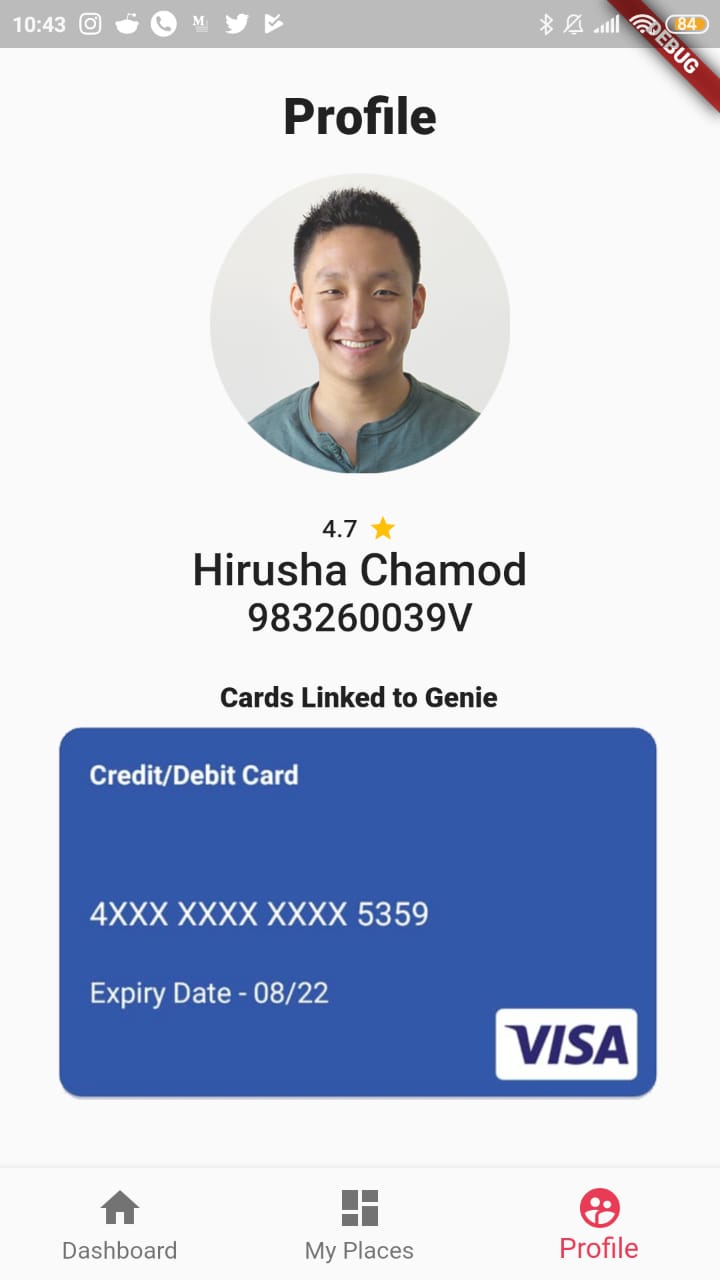 10:43
84
DEBUG
Profile
4.7
Hirusha Chamod
983260039V
Cards Linked to Genie
Credit/Debit Card
4XXX XXXX XXXX 5359
Expiry Date - 08/22
VISA
Dashboard
My Places
Profile